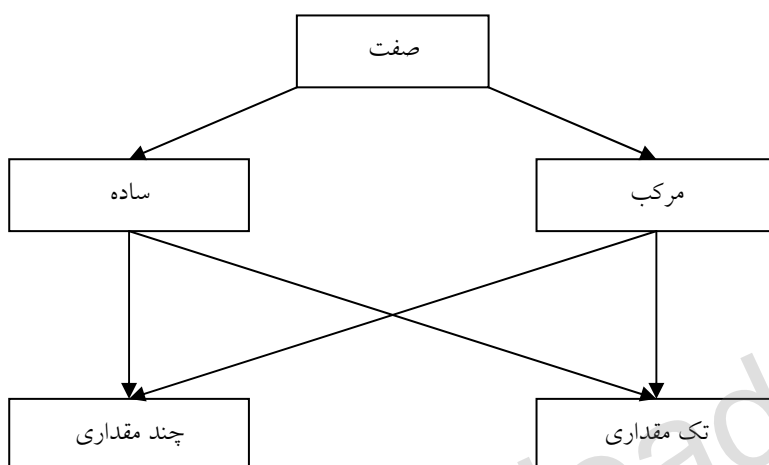 صفت
مرکب
ساده
تک مقداری
چند مقداری